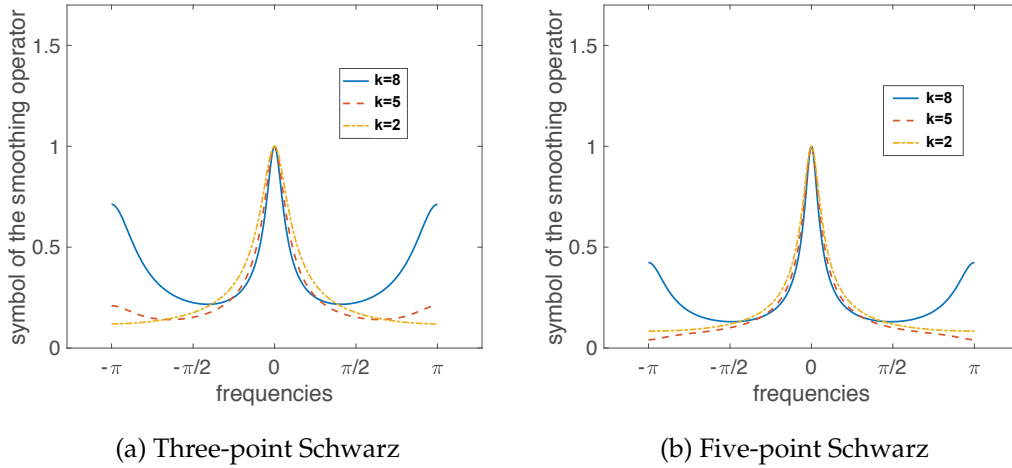 symbol of the smoothing operator
1.5
1
0.5
0
k=8
k=5
k=2
-π
-π/2
0
π/2
π
frequencies
(a) Three-point Schwarz
symbol of the smoothing operator
1.5
1
0.5
0
k=8
k=5
k=2
-π
-π/2
0
π/2
π
frequencies
(b) Five-point Schwarz